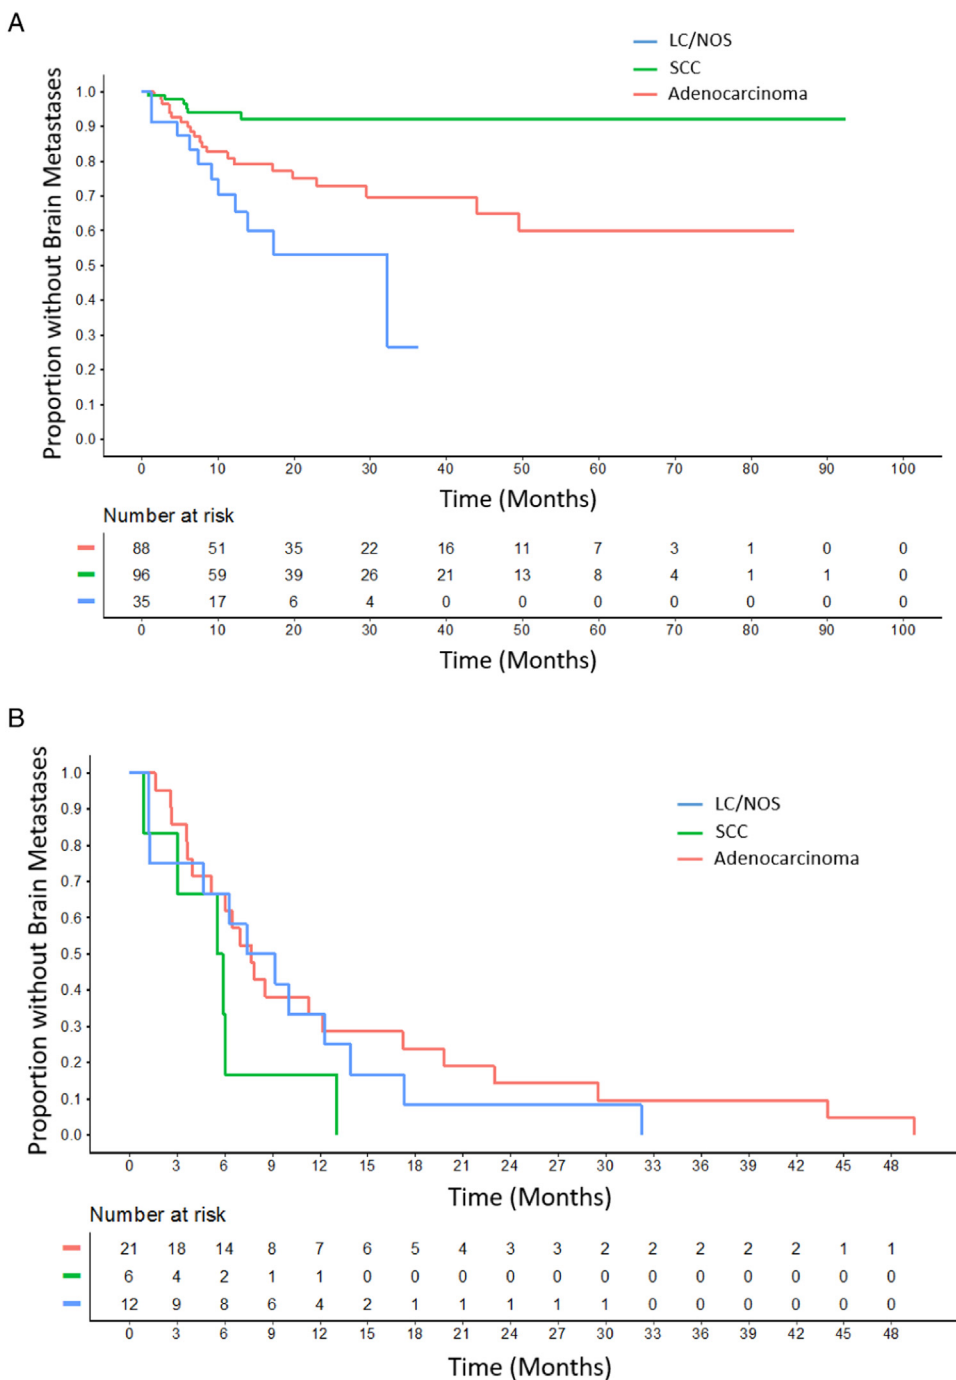 A
LC/NOS
SCC
Adenocarcinoma
Proportion without Brain Metastases
1.0
0.9
0.8
0.7
0.6
0.5
0.4
0.3
0.2
0.1
0.0
0 10 20 30 40 50 60 70 80 90 100
Time (Months)
Number at risk
88 51 35 22 16 11 7 3 1 0 0
96 59 39 26 21 13 8 4 1 1 0
35 17 6 4 0 0 0 0 0 0 0
0 10 20 30 40 50 60 70 80 90 100
Time (Months)
B
Proportion without Brain Metastases
1.0
0.9
0.8
0.7
0.6
0.5
0.4
0.3
0.2
0.1
0.0
LC/NOS
SCC
Adenocarcinoma
0 3 6 9 12 15 18 21 24 27 30 33 36 39 42 45 48
Time (Months)
Number at risk
21 18 14 8 7 6 5 4 3 3 2 2 2 2 2 1 1
6 4 2 1 1 0 0 0 0 0 0 0 0 0 0 0 0
12 9 8 6 4 2 1 1 1 1 1 0 0 0 0 0 0
0 3 6 9 12 15 18 21 24 27 30 33 36 39 42 45 48
Time (Months)